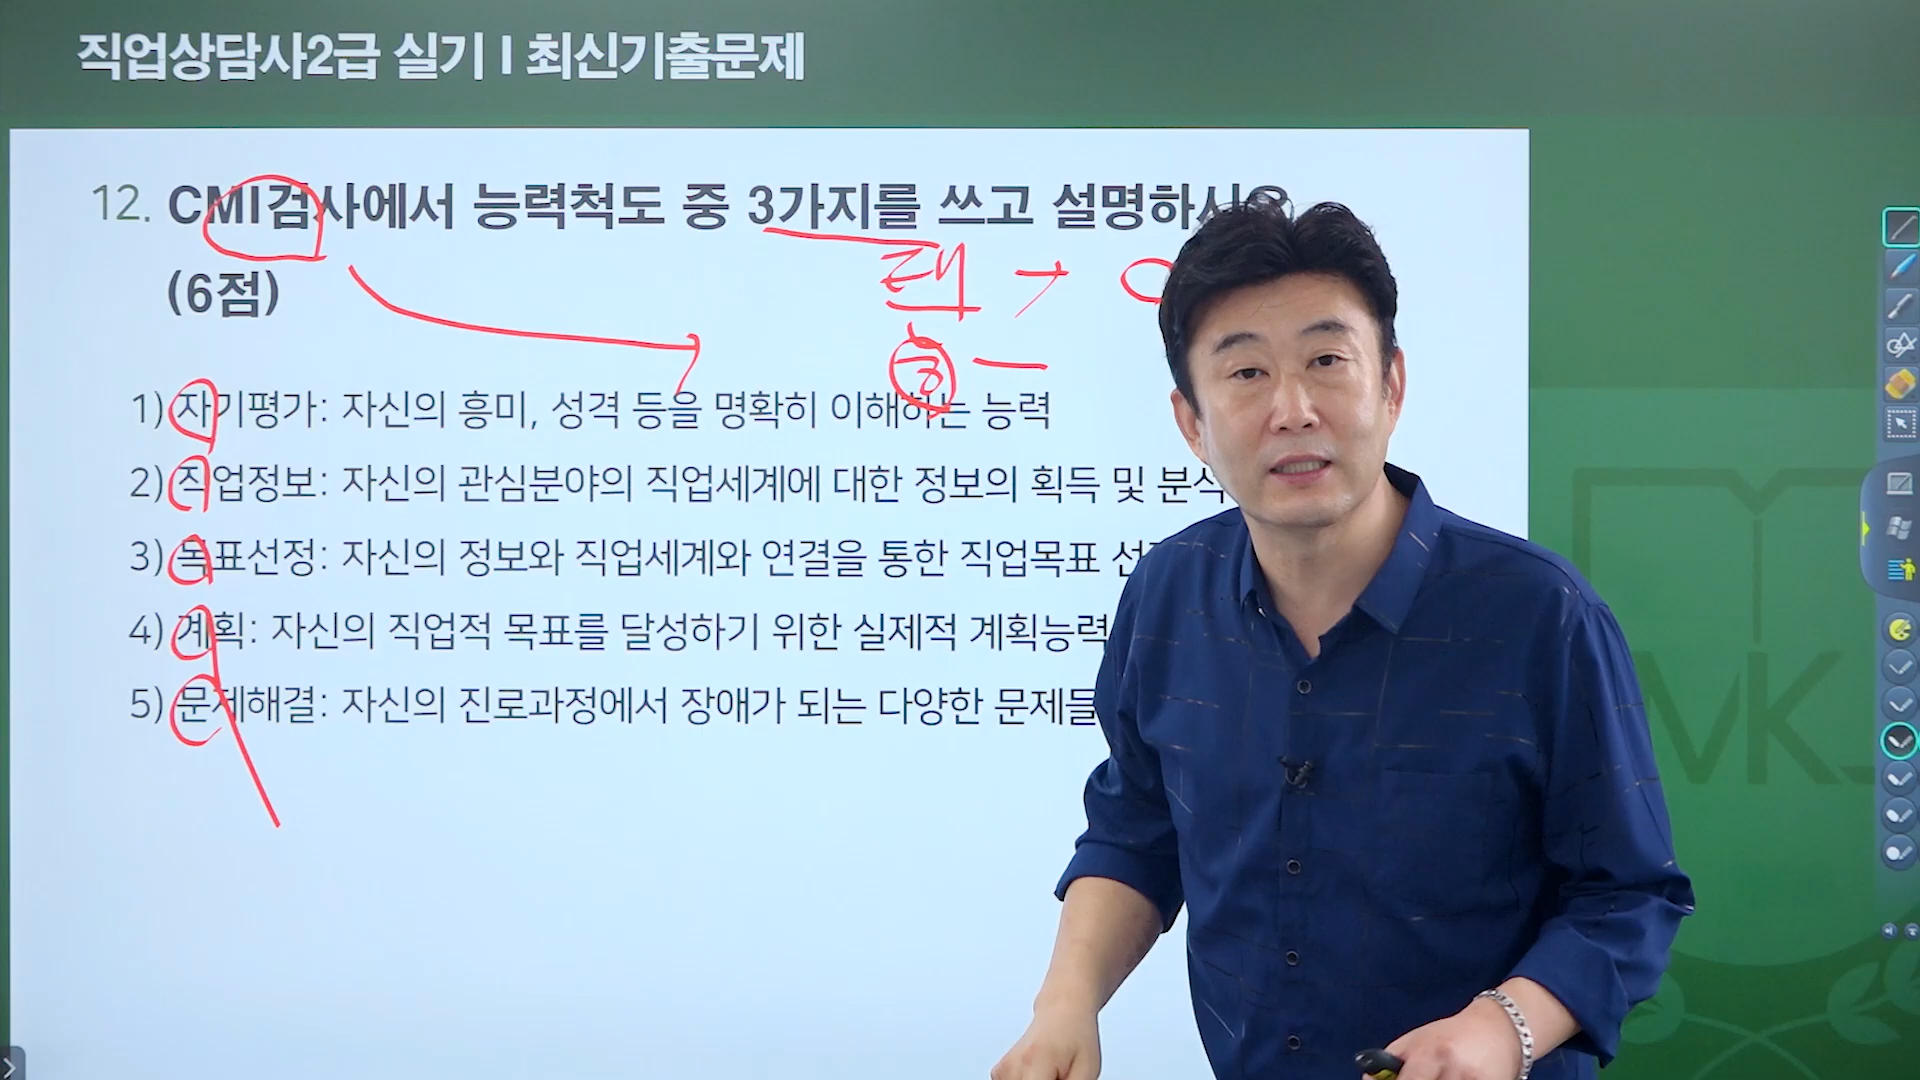 직업상담사2급 실기 I 최신기출문제
12. CMI검사에서 능력척도 중 3가지를 쓰고 설명하시오
(6점)
태
1) 자기평가: 자신의 흥미, 성격 등을 명확히 이해하는 능력
2) 직업정보: 자신의 관심분야의 직업세계에 대한 정보의 획득 및 분석
3) 목표선정: 자신의 정보와 직업세계와 연결을 통한 직업목표
4) 계획: 자신의 직업적 목표를 달성하기 위한 실제적 계획능력
5) 문제해결: 자신의 진로과정에서 장애가 되는 다양한 문제들